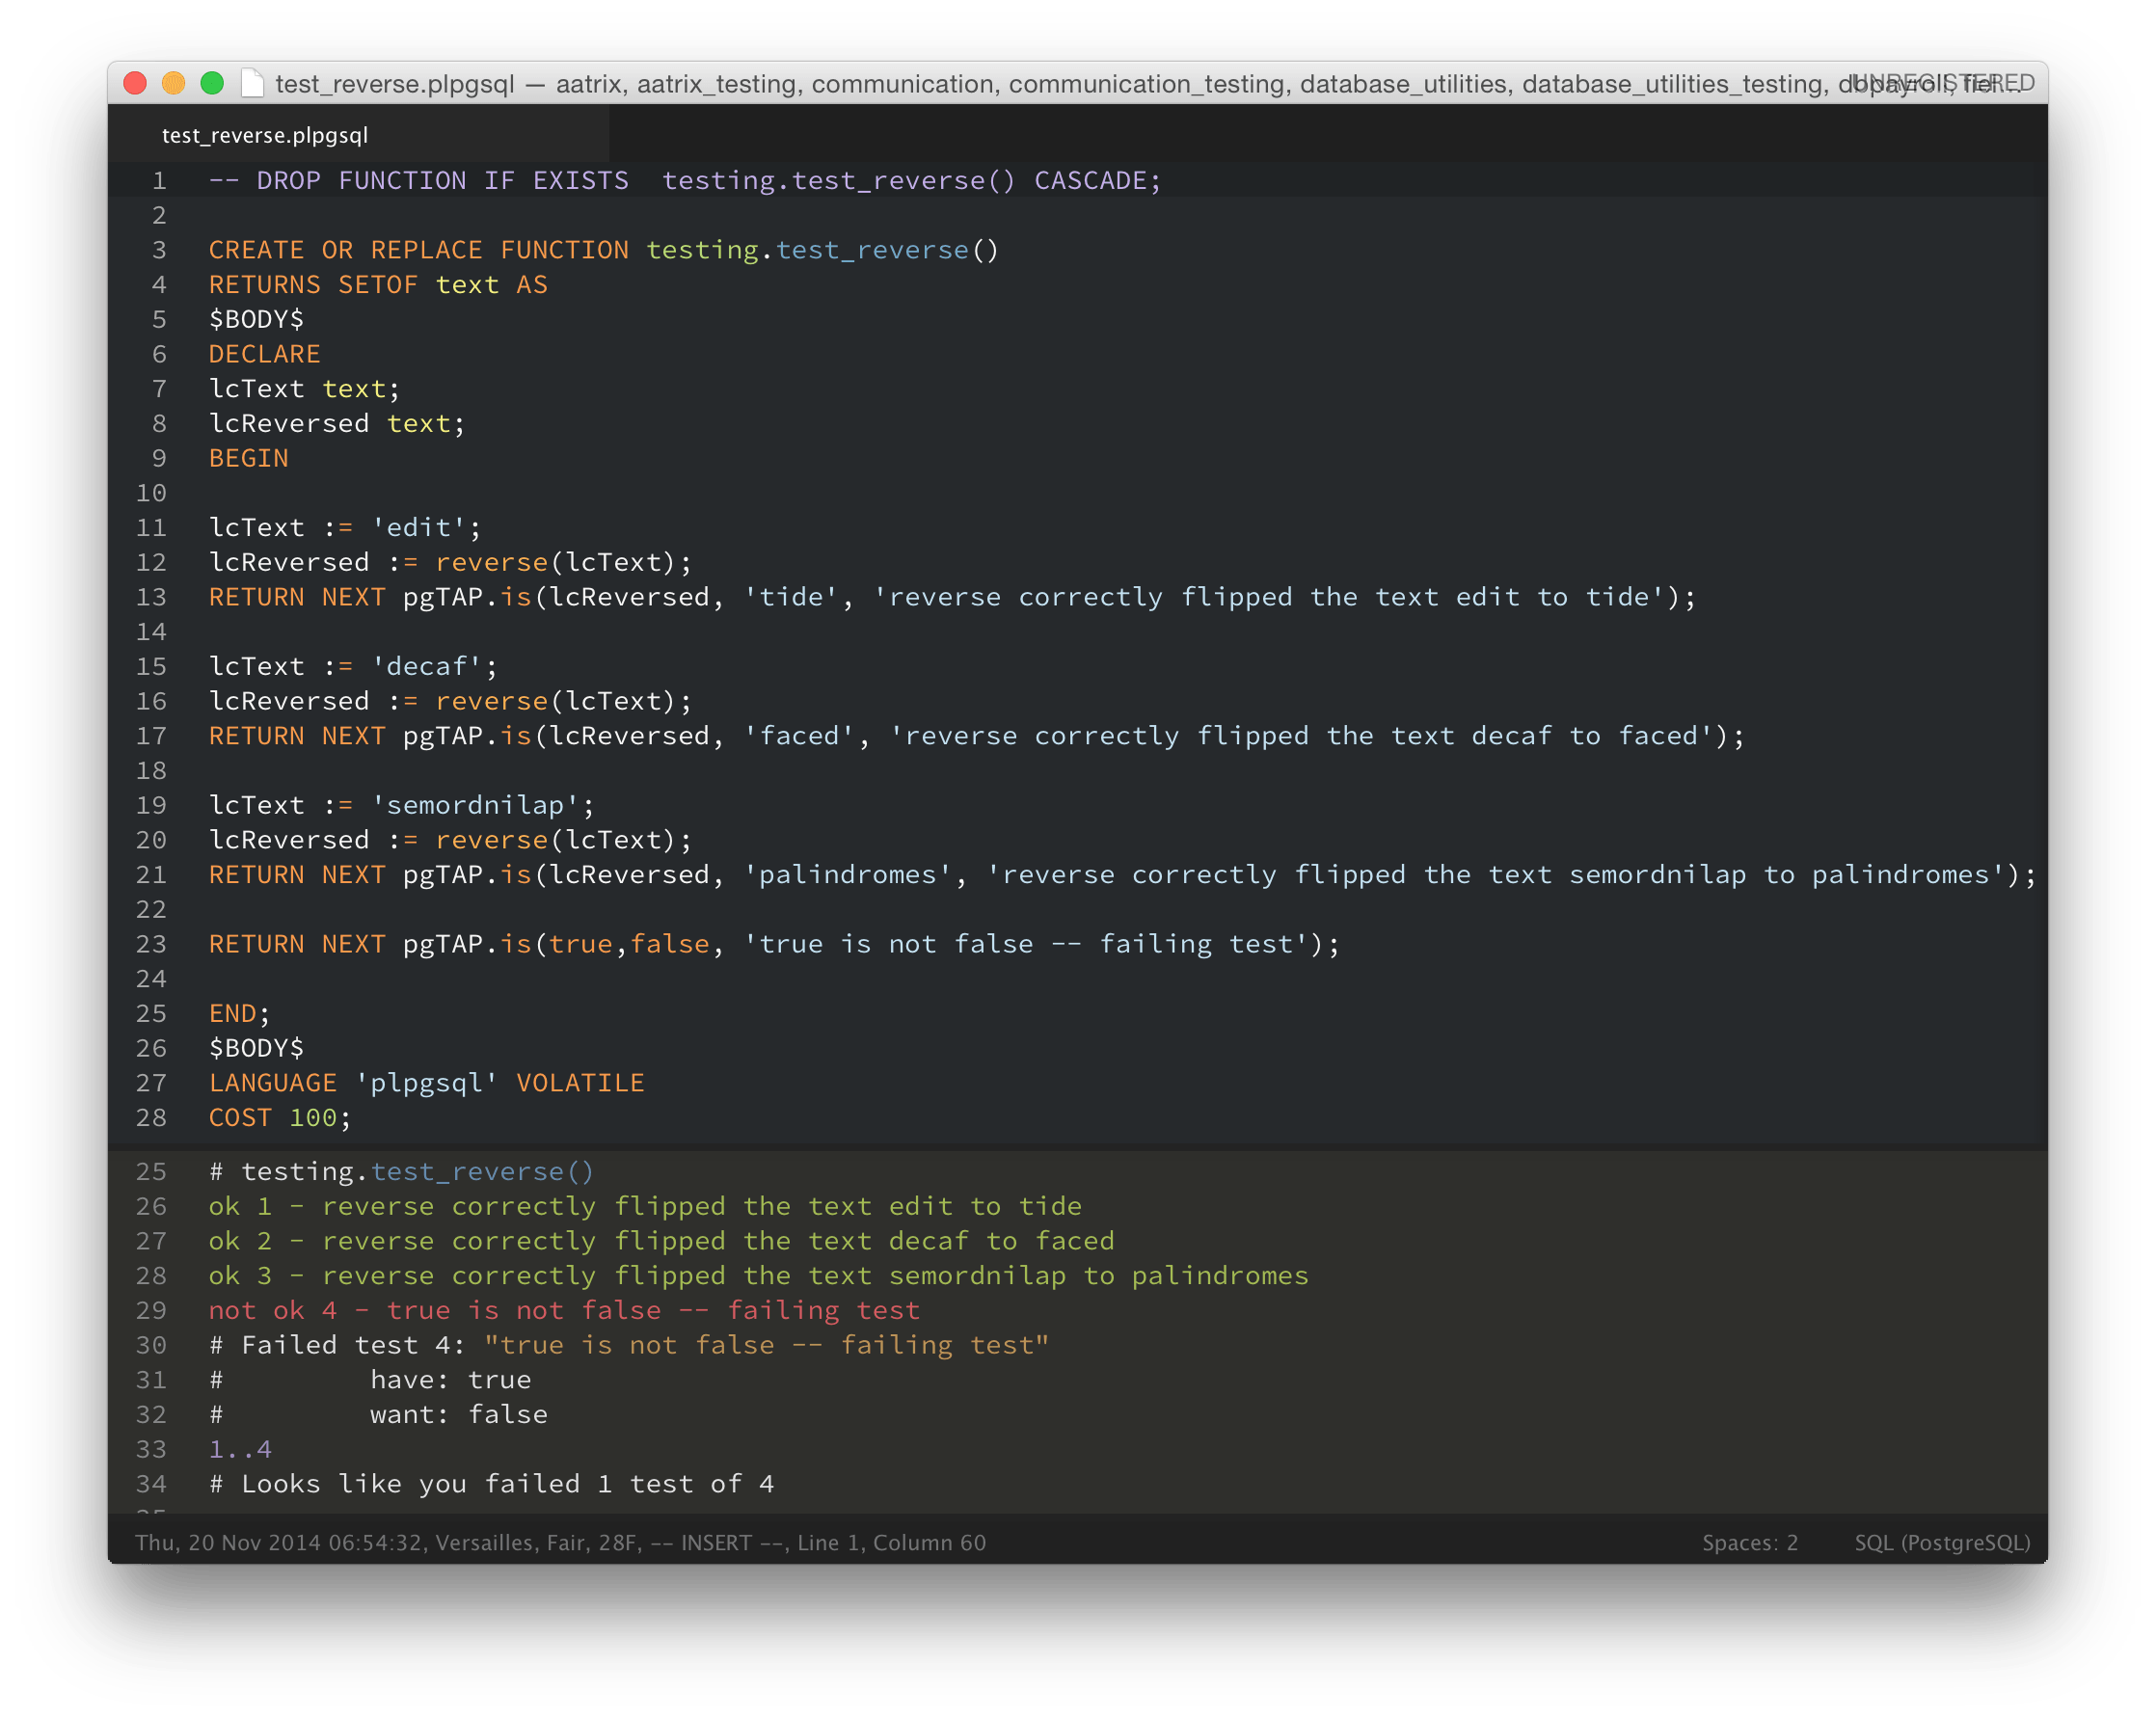 test_reverse.plpgsql — aatrix, aatrix_testing, communication, communication_testing, database_utilities, database_utilities_testing, dbpayroll, fiel... UNREGISTERED
test_reverse.plpgsql
1 -- DROP FUNCTION IF EXISTS  testing.test_reverse() CASCADE;
2
3 CREATE OR REPLACE FUNCTION testing.test_reverse()
4 RETURNS SETOF text AS
5 $BODY$
6 DECLARE
7 lcText text;
8 lcReversed text;
9 BEGIN
10
11 lcText := 'edit';
12 lcReversed := reverse(lcText);
13 RETURN NEXT pgTAP.is(lcReversed, 'tide', 'reverse correctly flipped the text edit to tide');
14
15 lcText := 'decaf';
16 lcReversed := reverse(lcText);
17 RETURN NEXT pgTAP.is(lcReversed, 'faced', 'reverse correctly flipped the text decaf to faced');
18
19 lcText := 'semordnilap';
20 lcReversed := reverse(lcText);
21 RETURN NEXT pgTAP.is(lcReversed, 'palindromes', 'reverse correctly flipped the text semordnilap to palindromes');
22
23 RETURN NEXT pgTAP.is(true,false, 'true is not false -- failing test');
24
25 END;
26 $BODY$
27 LANGUAGE 'plpgsql' VOLATILE
28 COST 100;
25 # testing.test_reverse()
26 ok 1 - reverse correctly flipped the text edit to tide
27 ok 2 - reverse correctly flipped the text decaf to faced
28 ok 3 - reverse correctly flipped the text semordnilap to palindromes
29 not ok 4 - true is not false -- failing test
30 # Failed test 4: "true is not false -- failing test"
31 #         have: true
32 #         want: false
33 1..4
34 # Looks like you failed 1 test of 4
Thu, 20 Nov 2014 06:54:32, Versailles, Fair, 28F, -- INSERT --, Line 1, Column 60 Spaces: 2 SQL (PostgreSQL)